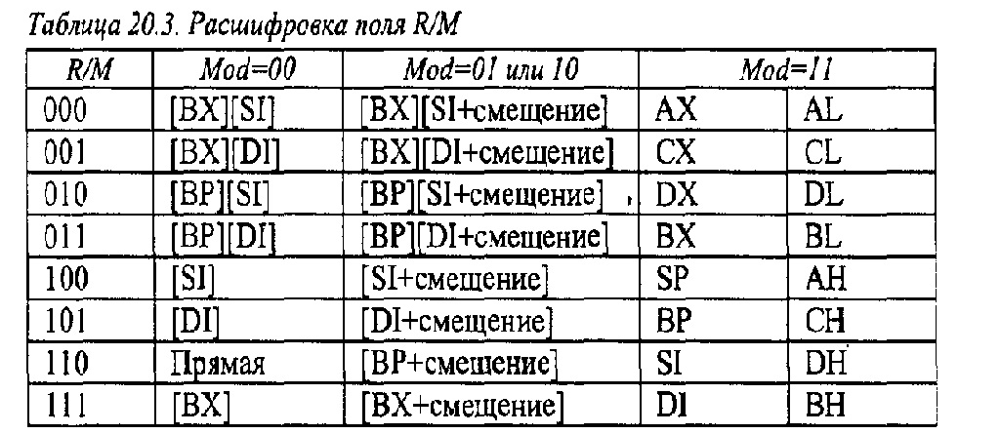 Таблица 20.3. Расшифровка поля R/M
R/M Mod=00 Mod=01 или 10 Mod=11
000 [BX][SI] [BX][SI+смещение] AX AL
001 [BX][DI] [BX][DI+смещение] CX CL
010 [BP][SI] [BP][SI+смещение] DX DL
011 [BP][DI] [BP][DI+смещение] BX BL
100 [SI] [SI+смещение] SP AH
101 [DI] [DI+смещение] BP CH
110 Прямая [BP+смещение] SI DH
111 [BX] [BX+смещение] DI BH